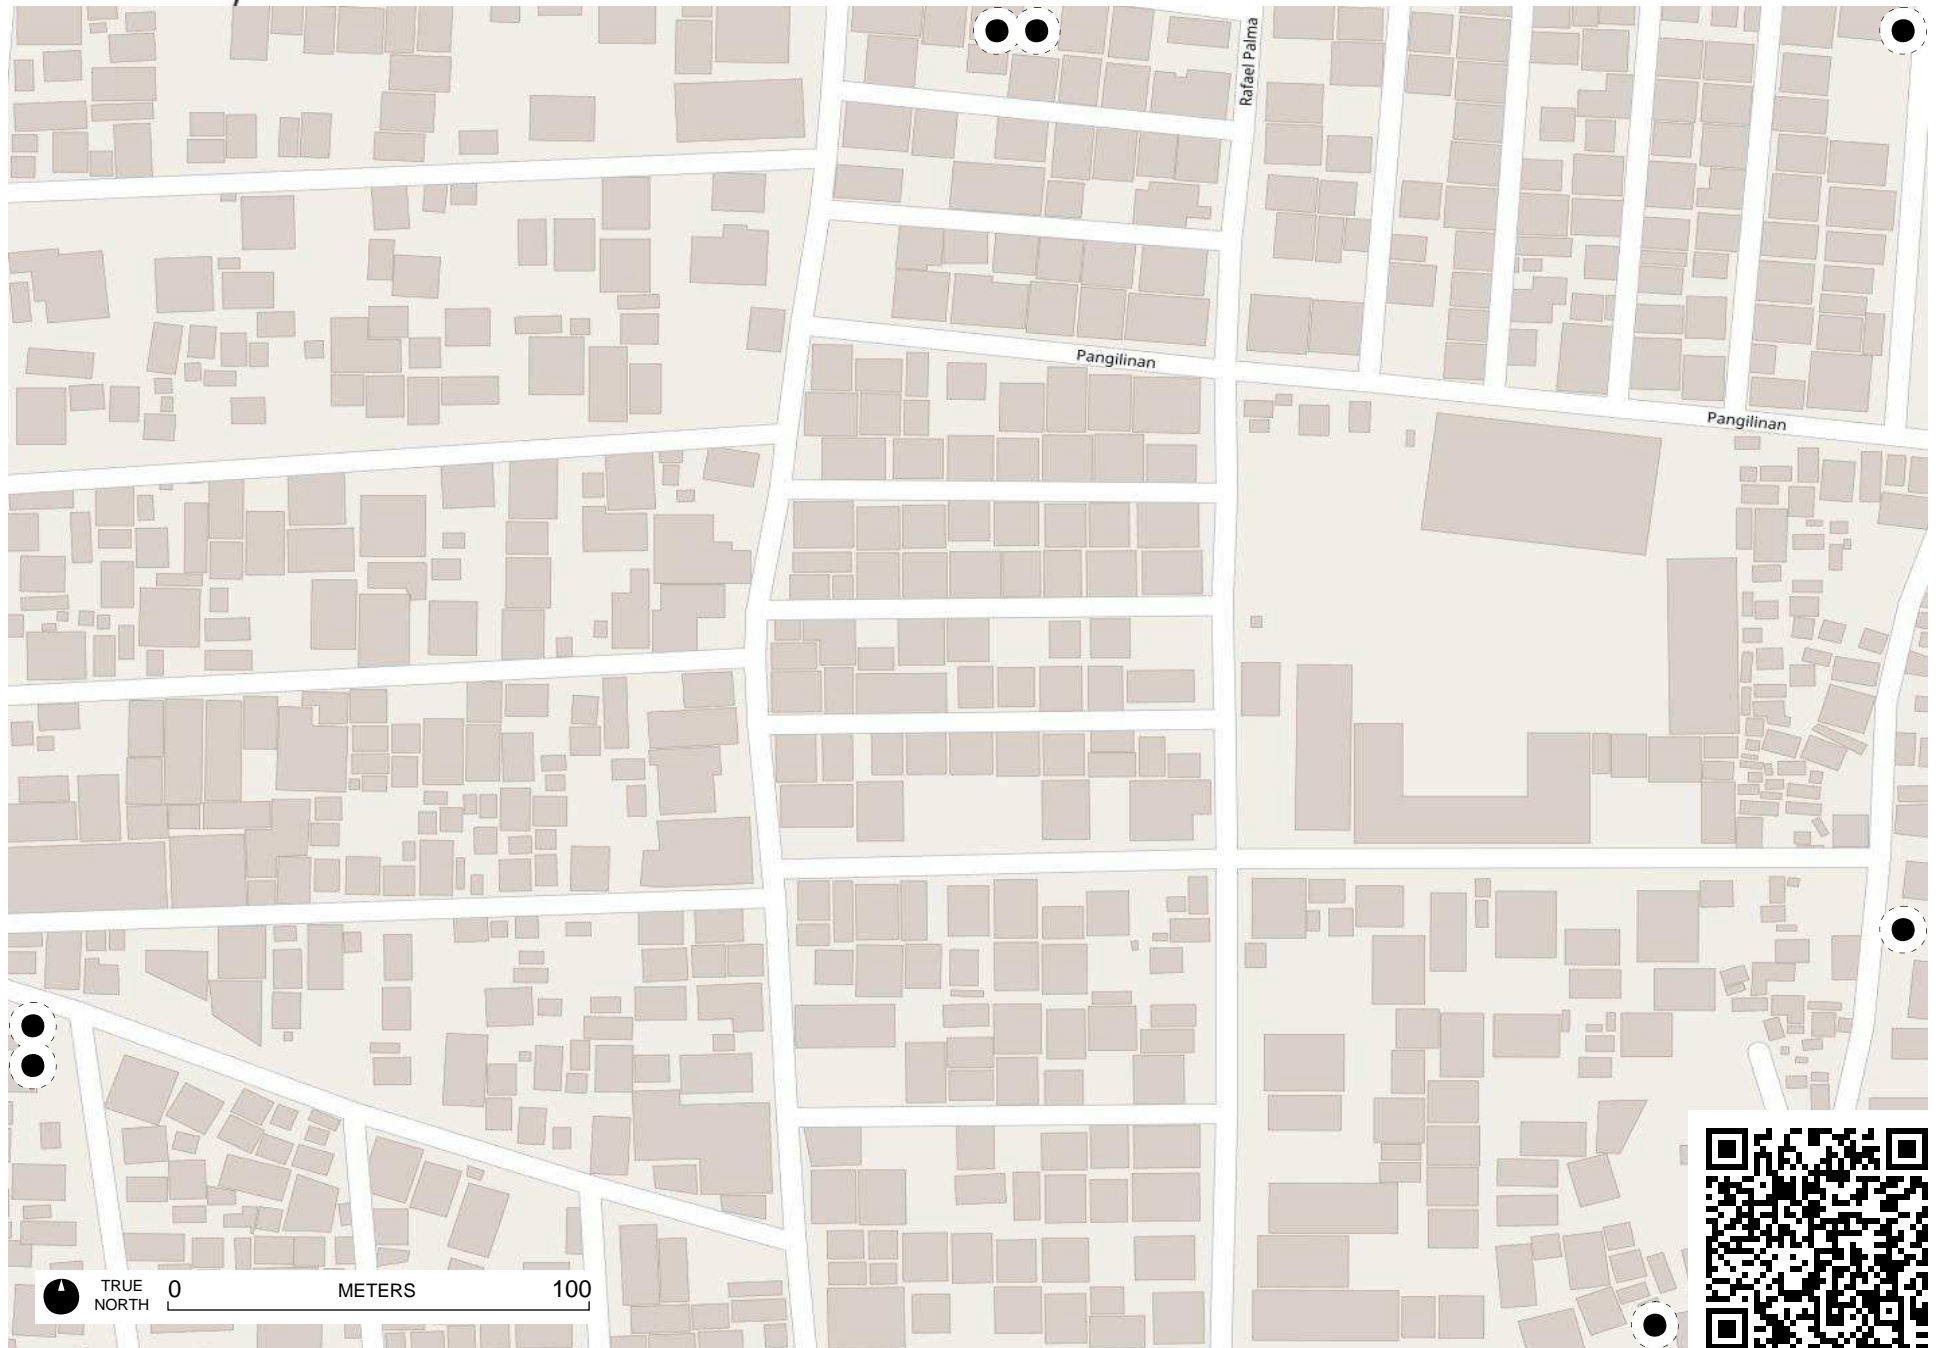 Rafael Palma
Pangilinan
Pangilinan
TRUE
NORTH
0 METERS 100